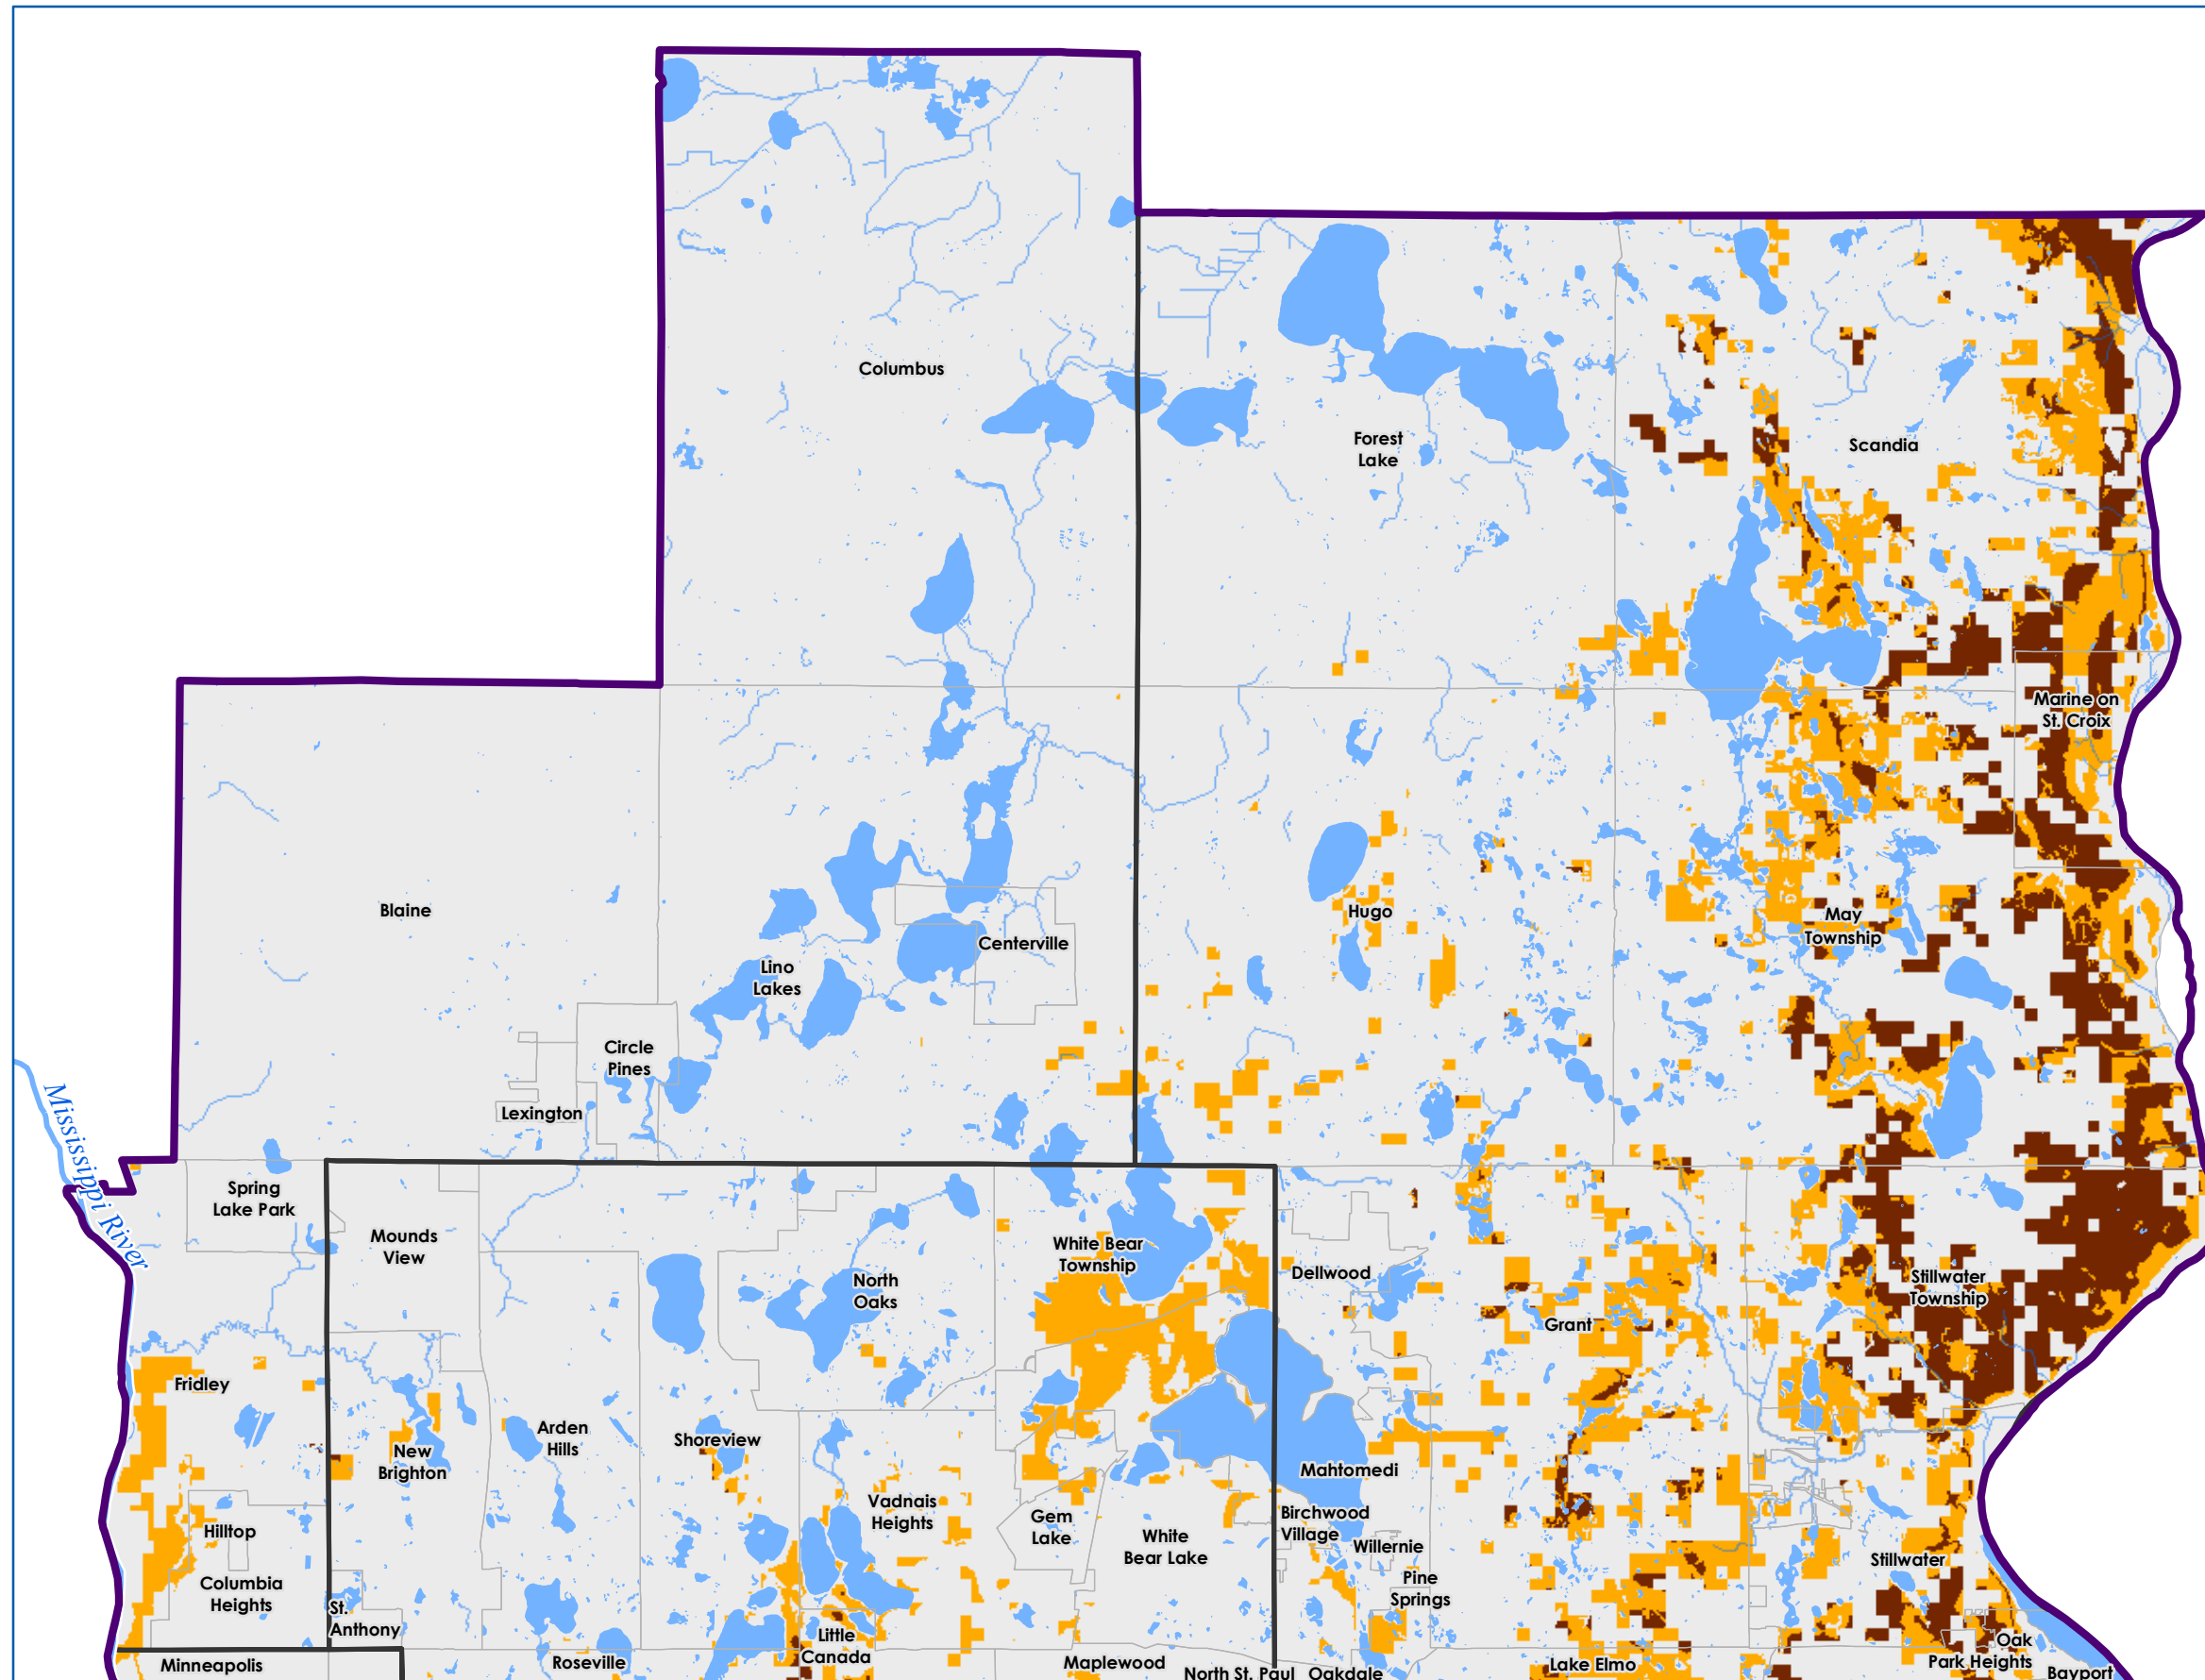 Columbus
Forest
Lake
Scandia
Marine on
St. Croix
Blaine
Hugo
May
Township
Centerville
Lino
Lakes
Circle
Pines
Lexington
Mississippi River
Spring
Lake Park
Mounds
View
White Bear
Township
North
Oaks
Dellwood
Stillwater
Township
Grant
Fridley
Arden
Hills
Shoreview
New
Brighton
Mahtomedi
Vadnais
Heights
Gem
Lake
Birchwood
Village
Hilltop
White
Bear Lake
Willernie
Stillwater
Pine
Springs
Columbia
Heights
St.
Anthony
Little
Canada
Oak
Park Heights
Minneapolis
Roseville
Maplewood
North St. Paul
Oakdale
Lake Elmo
Bayport